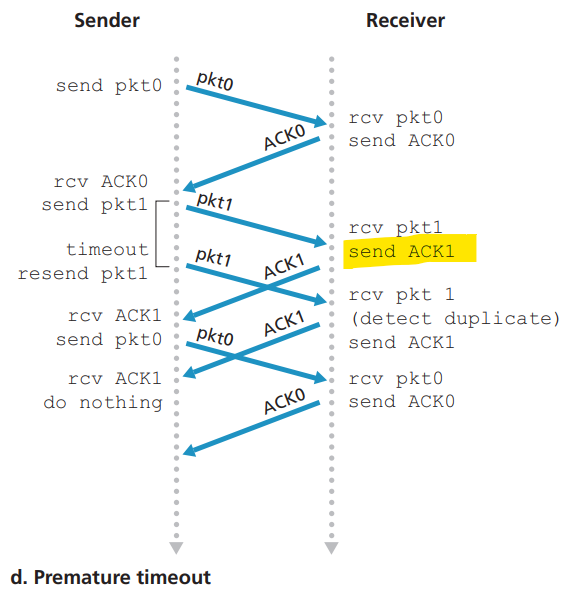 Sender
Receiver
send pkt0
pkt0
rcv pkt0
send ACK0
ACK0
rcv ACK0
send pkt1
pkt1
rcv pkt1
send ACK1
timeout
resend pkt1
pkt1
ACK1
rcv pkt 1
(detect duplicate)
send ACK1
rcv ACK1
send pkt0
pkt0
ACK1
rcv ACK1
do nothing
rcv pkt0
send ACK0
ACK0
d. Premature timeout